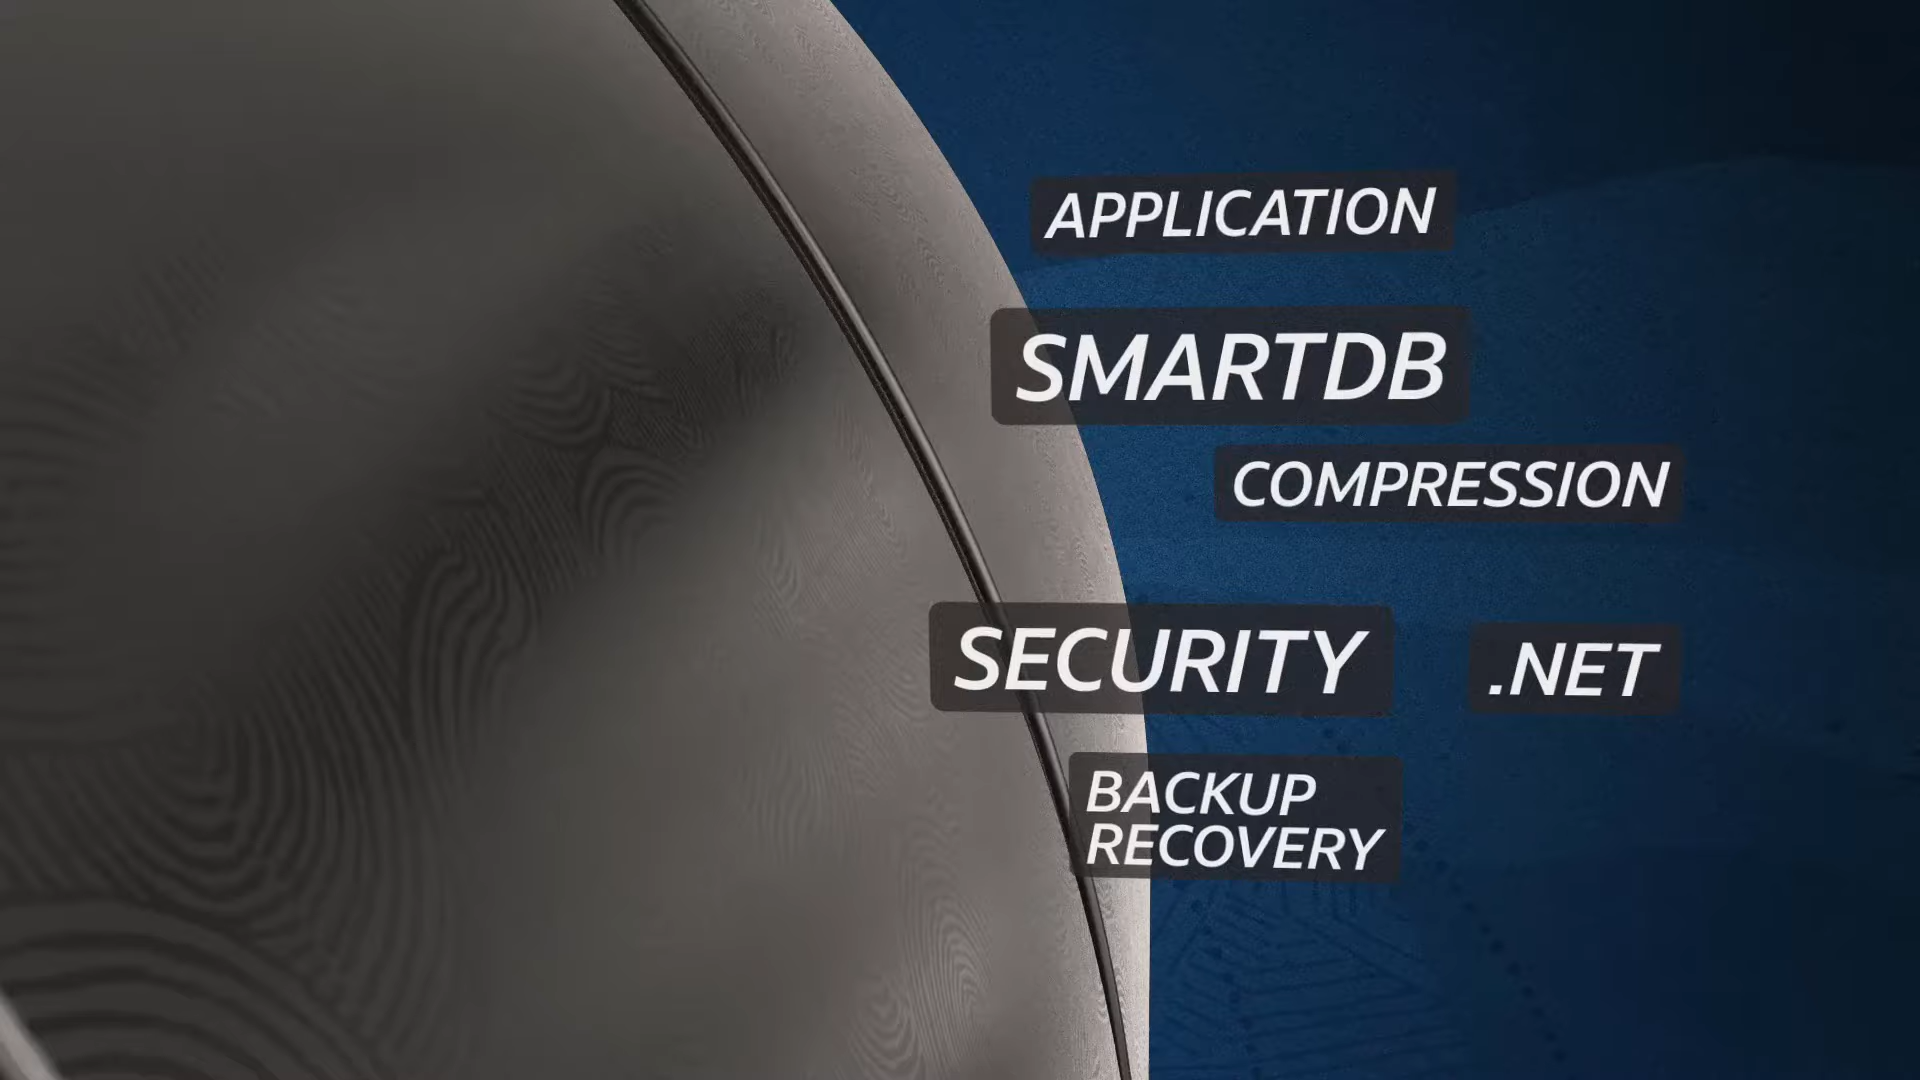 APPLICATION
SMARTDB
COMPRESSION
SECURITY
.NET
BACKUP
RECOVERY